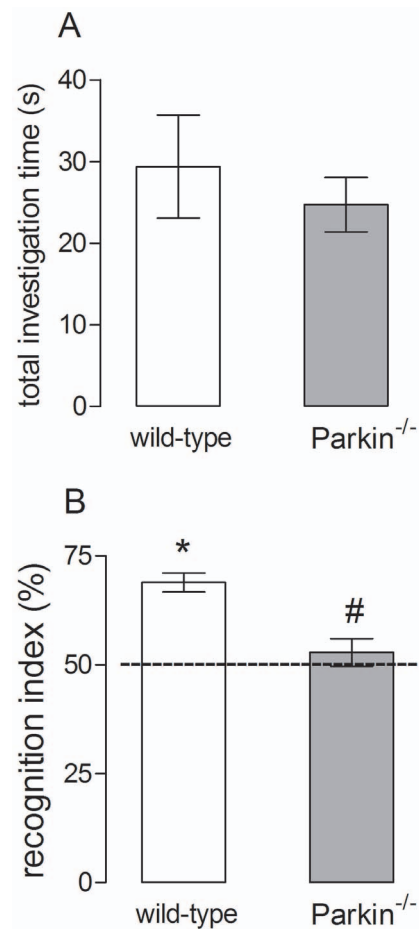 A
total investigation time (s)
40
30
20
10
0
wild-type
Parkin-/-
B
recognition index (%)
75
50
25
0
*
#
wild-type
Parkin-/-